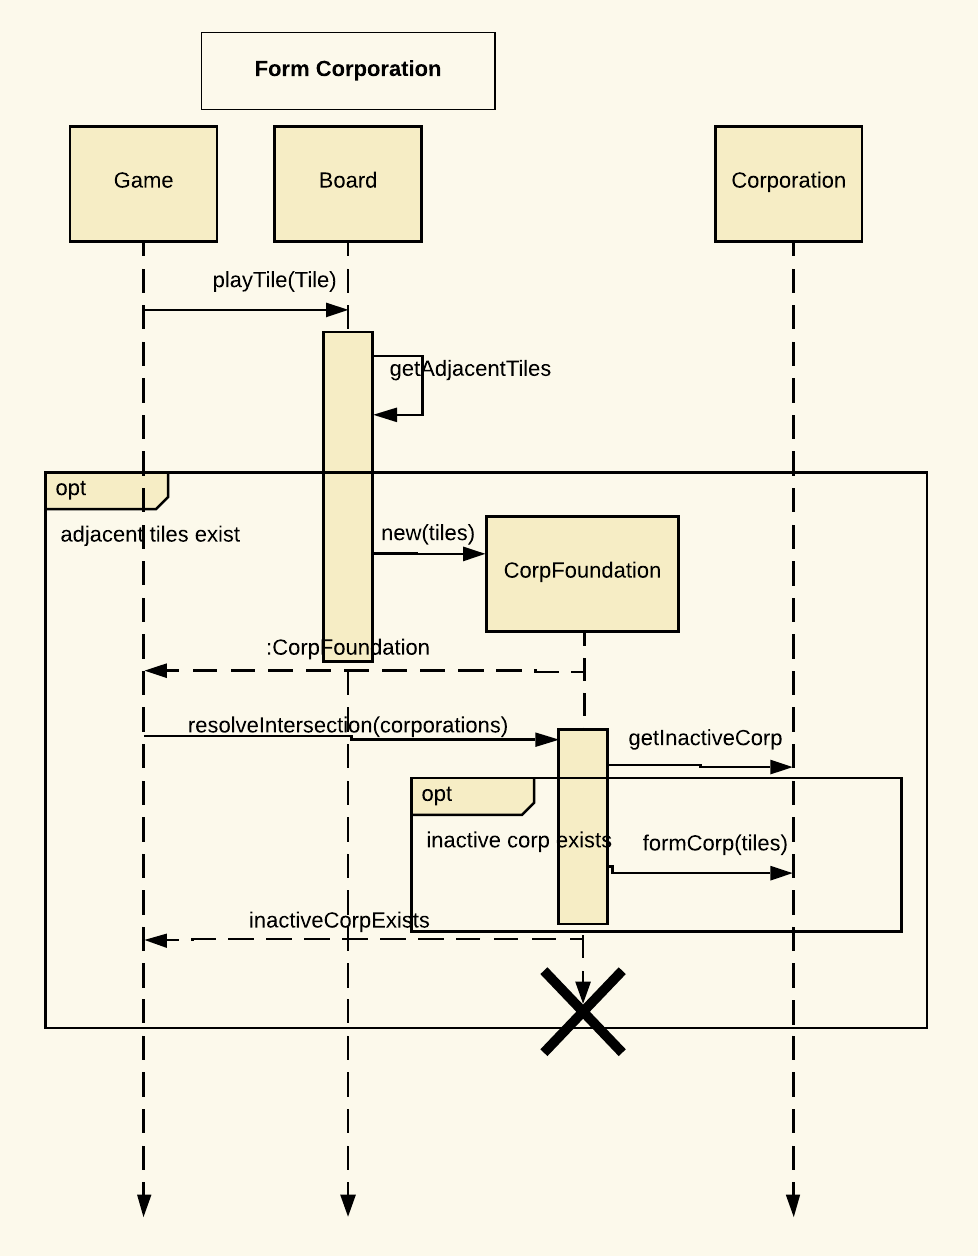 Form Corporation
Game
Board
Corporation
playTile(Tile)
getAdjacentTiles
opt
adjacent tiles exist
new(tiles)
CorpFoundation
:CorpFoundation
resolveIntersection(corporations)
getInactiveCorp
opt
inactive corp exists
formCorp(tiles)
inactiveCorpExists